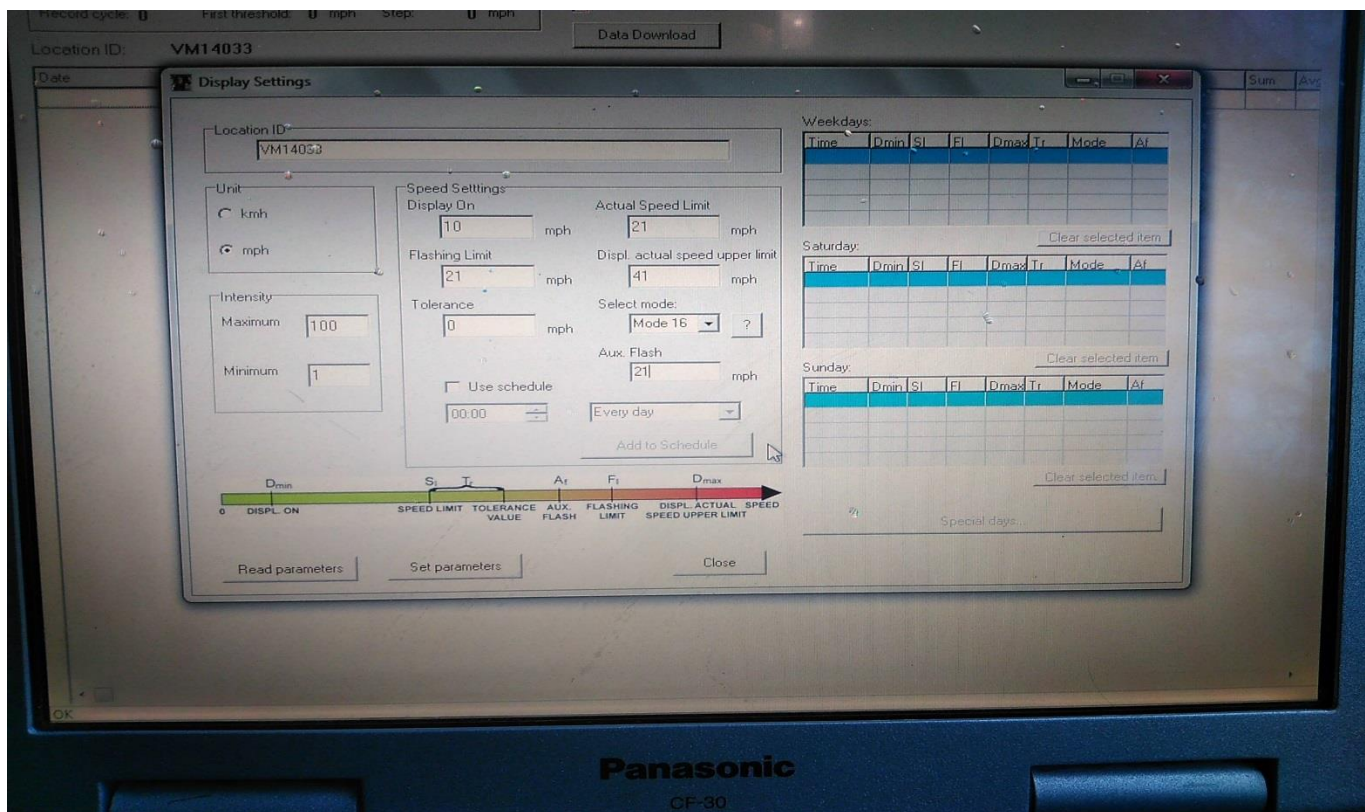 Record cycle: 0 First threshold: 0 mph Step: 0 mph
Data Download
Location ID: VM14033
Date Sum Avg
Display Settings
Location ID
VM14033
Unit
kmh
mph
Intensity
Maximum 100
Minimum 1
Speed Setttings
Display On Actual Speed Limit
10 mph 21 mph
Flashing Limit Displ. actual speed upper limit
21 mph 41 mph
Tolerance Select mode:
0 mph Mode 16 ?
Aux. Flash
21 mph
Use schedule
00:00 Every day
Add to Schedule
Weekdays:
Time Dmin Sl Fl Dmax Tr Mode Af
Clear selected item
Saturday:
Time Dmin Sl Fl Dmax Tr Mode Af
Clear selected item
Sunday:
Time Dmin Sl Fl Dmax Tr Mode Af
Clear selected item
Special days...
Dmin Sl Tr Af Fl Dmax
0 DISPL. ON SPEED LIMIT TOLERANCE VALUE AUX. FLASH FLASHING LIMIT DISPL. ACTUAL SPEED UPPER LIMIT SPEED
Read parameters Set parameters Close
OK
Panasonic
CF-30